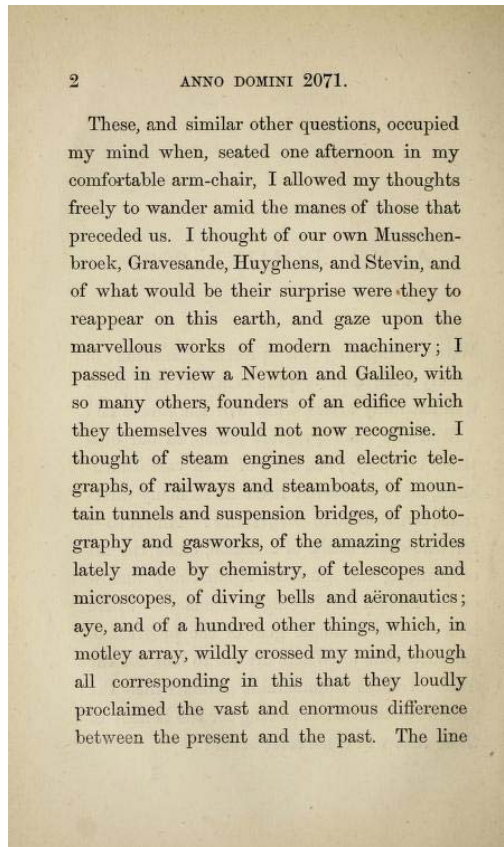 2 ANNO DOMINI 2071.
These, and similar other questions, occupied
my mind when, seated one afternoon in my
comfortable arm-chair, I allowed my thoughts
freely to wander amid the manes of those that
preceded us. I thought of our own Musschen-
broek, Gravesande, Huyghens, and Stevin, and
of what would be their surprise were they to
reappear on this earth, and gaze upon the
marvellous works of modern machinery; I
passed in review a Newton and Galileo, with
so many others, founders of an edifice which
they themselves would not now recognise. I
thought of steam engines and electric tele-
graphs, of railways and steamboats, of moun-
tain tunnels and suspension bridges, of photo-
graphy and gasworks, of the amazing strides
lately made by chemistry, of telescopes and
microscopes, of diving bells and aëronautics;
aye, and of a hundred other things, which, in
motley array, wildly crossed my mind, though
all corresponding in this that they loudly
proclaimed the vast and enormous difference
between the present and the past. The line